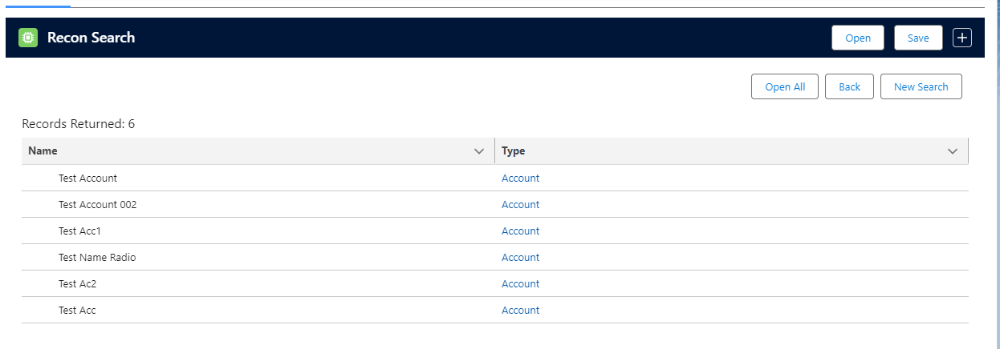 Recon Search Open Save
Open All Back New Search
Records Returned: 6
Name Type
Test Account Account
Test Account 002 Account
Test Acc1 Account
Test Name Radio Account
Test Ac2 Account
Test Acc Account